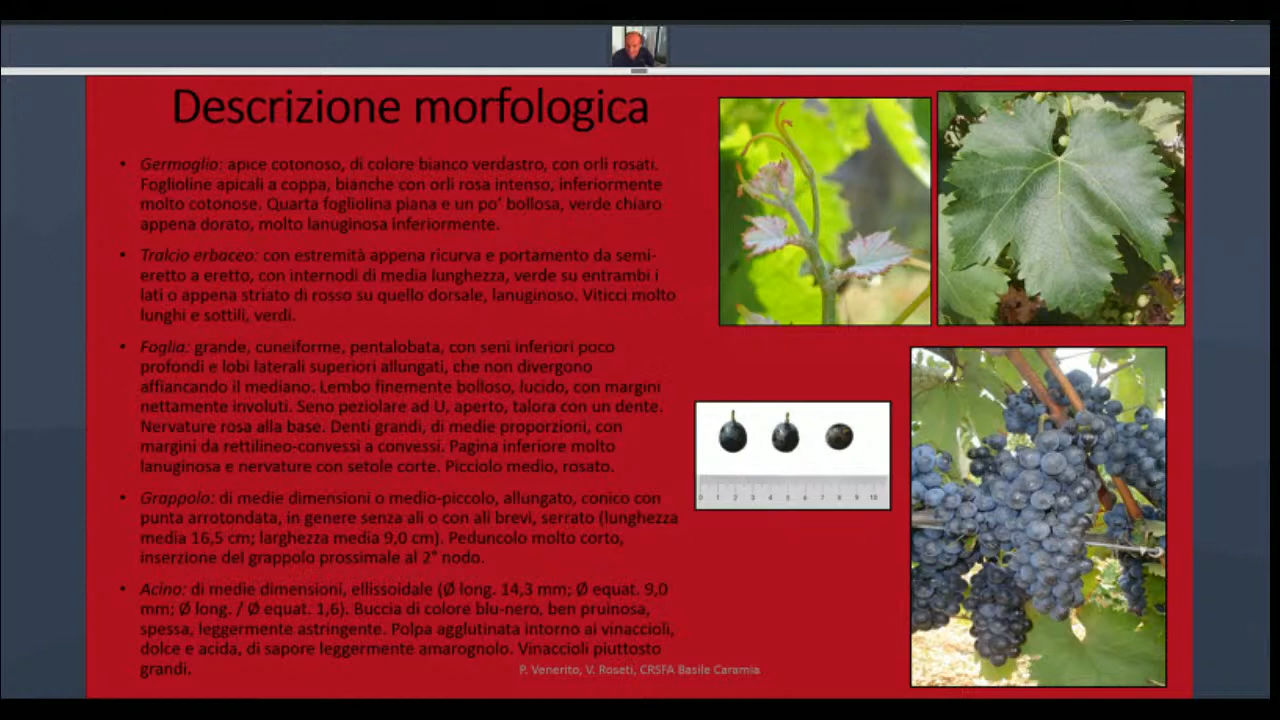 Descrizione morfologica
• Germoglio: apice cotonoso, di colore bianco verdastro, con orli rosati.
Foglioline apicali a coppa, bianche con orli rosa intenso, inferiormente
molto cotonose. Quarta fogliolina piana e un po' bollosa, verde chiaro
appena dorato, molto lanuginosa inferiormente.
• Tralcio erbaceo: con estremità appena ricurva e portamento da semi-
eretto a eretto, con internodi di media lunghezza, verde su entrambi i
lati o appena striato di rosso su quello dorsale, lanuginoso. Viticci molto
lunghi e sottili, verdi.
• Foglia: grande, cuneiforme, pentalobata, con seni inferiori poco
profondi e lobi laterali superiori allungati, che non divergono
affiancando il mediano. Lembo finemente bolloso, lucido, con margini
nettamente involuti. Seno peziolare ad U, aperto, talora con un dente.
Nervature rosa alla base. Denti grandi, di medie proporzioni, con
margini da rettilineo-convessi a convessi. Pagina inferiore molto
lanuginosa e nervature con setole corte. Picciolo medio, rosato.
• Grappolo: di medie dimensioni o medio-piccolo, allungato, conico con
punta arrotondata, in genere senza ali o con ali brevi, serrato (lunghezza
media 16,5 cm; larghezza media 9,0 cm). Peduncolo molto corto,
inserzione del grappolo prossimale al 2° nodo.
• Acino: di medie dimensioni, ellissoidale (Ø long. 14,3 mm; Ø equat. 9,0
mm; Ø long. / Ø equat. 1,6). Buccia di colore blu-nero, ben pruinosa,
spessa, leggermente astringente. Polpa agglutinata intorno ai vinaccioli,
dolce e acida, di sapore leggermente amarognolo. Vinaccioli piuttosto
grandi.
0 1 2 3 4 5 6 7 8 9 10
P. Venerito, V. Roseti, CRSFA Basile Caramia